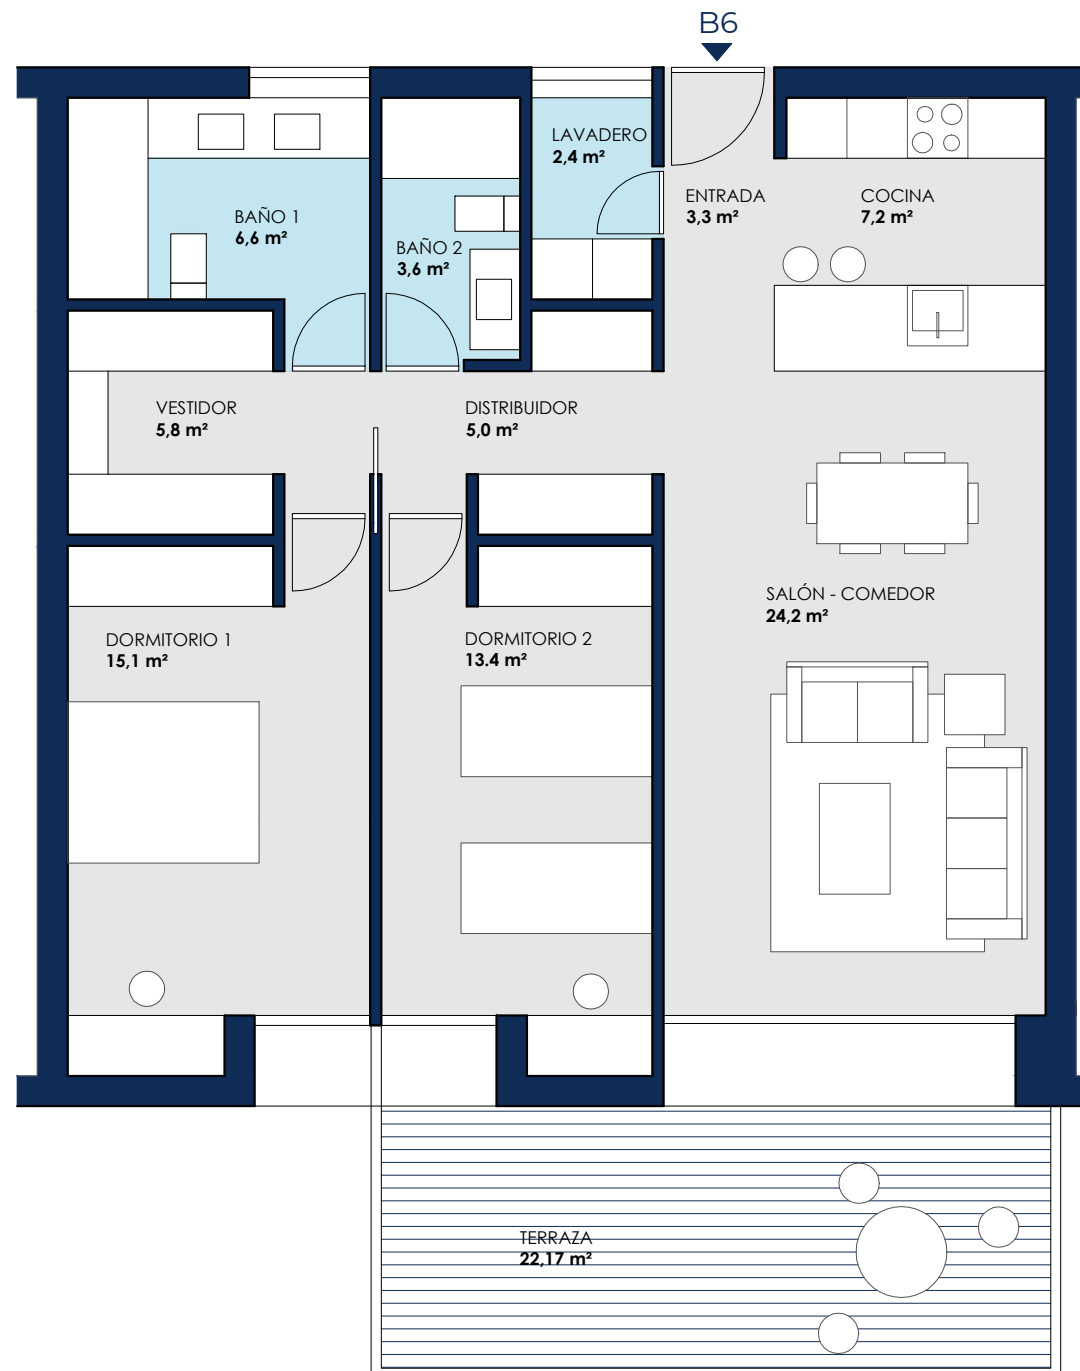 B6
LAVADERO
2,4 m²
ENTRADA
3,3 m²
COCINA
7,2 m²
BAÑO 1
6,6 m²
BAÑO 2
3,6 m²
VESTIDOR
5,8 m²
DISTRIBUIDOR
5,0 m²
SALÓN - COMEDOR
24,2 m²
DORMITORIO 1
15,1 m²
DORMITORIO 2
13.4 m²
TERRAZA
22,17 m²